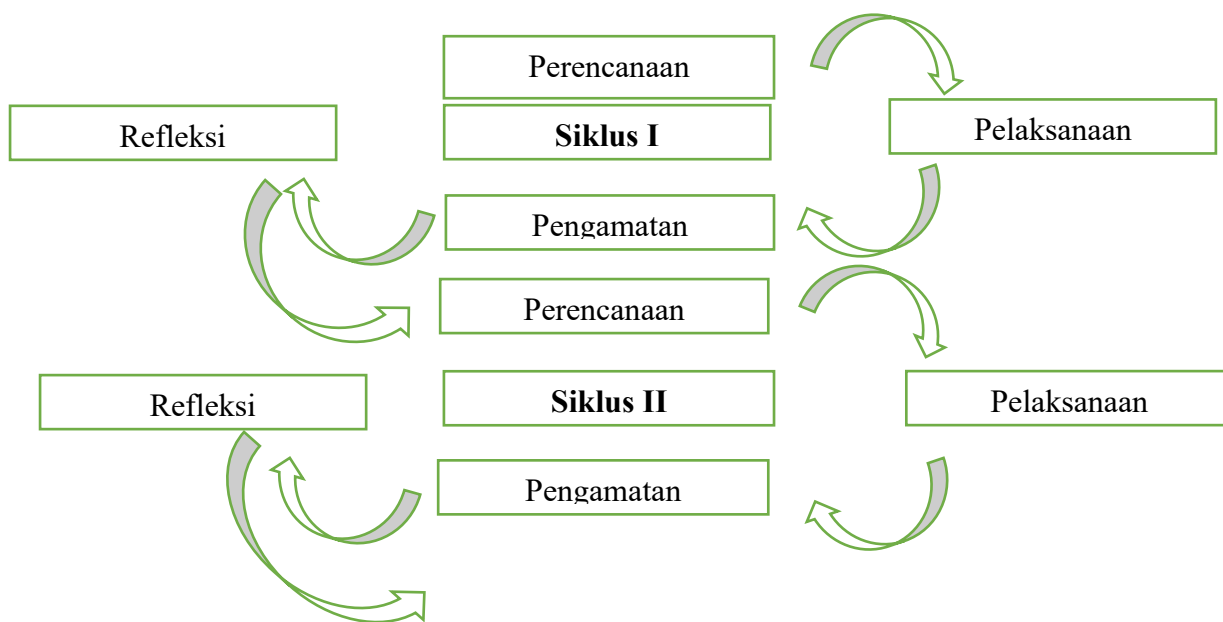 Perencanaan
Refleksi
Siklus I
Pelaksanaan
Pengamatan
Perencanaan
Refleksi
Siklus II
Pelaksanaan
Pengamatan